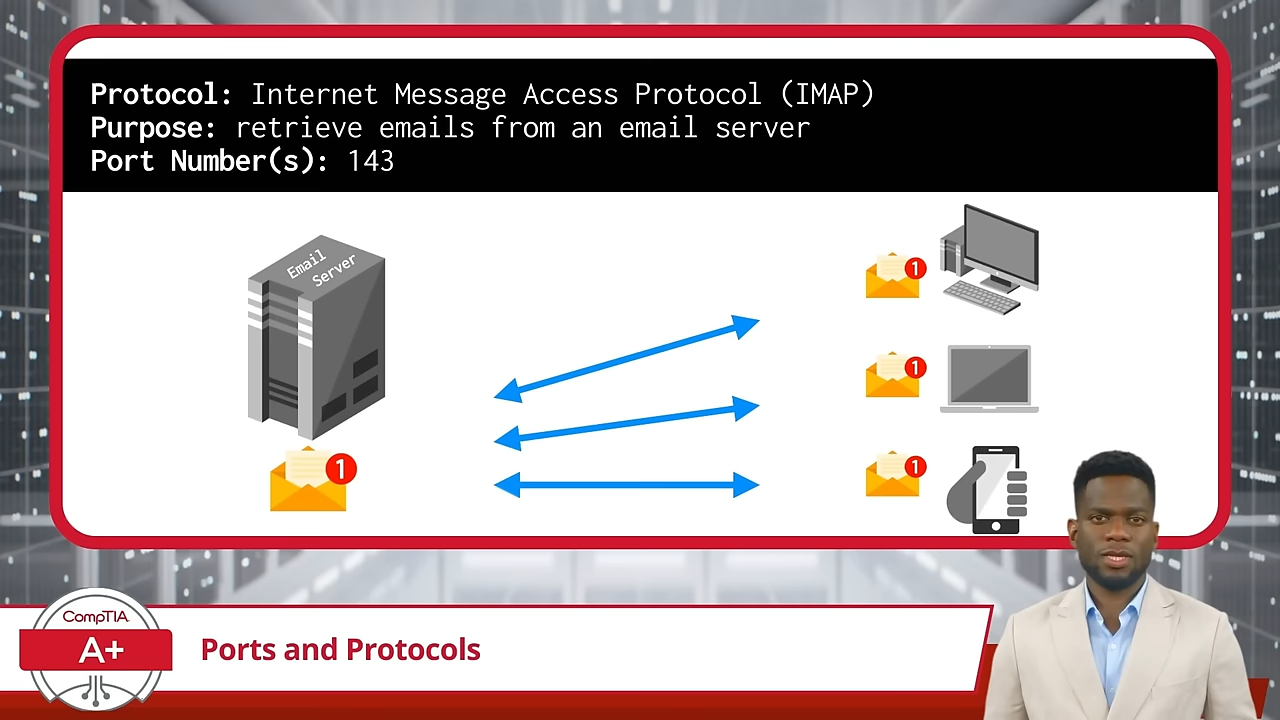 Protocol: Internet Message Access Protocol (IMAP)
Purpose: retrieve emails from an email server
Port Number(s): 143
Email
Server
1
1
1
1
CompTIA
A+
Ports and Protocols